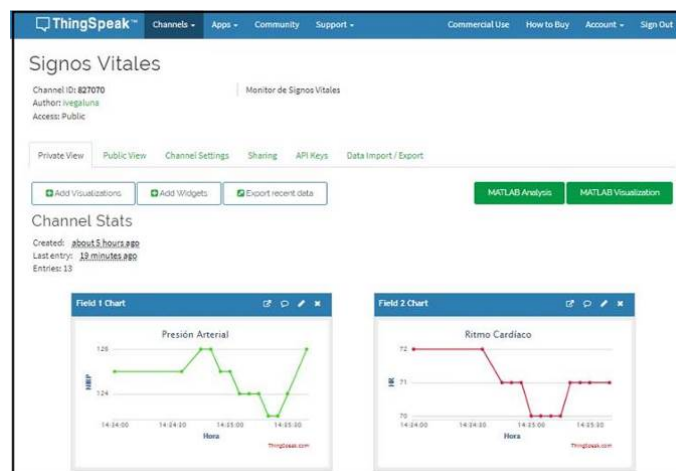 ThingSpeak™ Channels Apps Community Support Commercial Use How to Buy Account Sign Out
Signos Vitales
Channel ID: 827070 Monitor de Signos Vitales
Author: ivegaluna
Access: Public
Private View Public View Channel Settings Sharing API Keys Data Import / Export
Add Visualizations Add Widgets Export recent data MATLAB Analysis MATLAB Visualization
Channel Stats
Created: about 5 hours ago
Last entry: 19 minutes ago
Entries: 13
Field 1 Chart
Presión Arterial
128
124
14:24:00 14:24:30 14:25:00 14:25:30
Hora
ThingSpeak.com
Field 2 Chart
Ritmo Cardíaco
72
HR
71
70
14:24:00 14:24:30 14:25:00 14:25:30
Hora
ThingSpeak.com